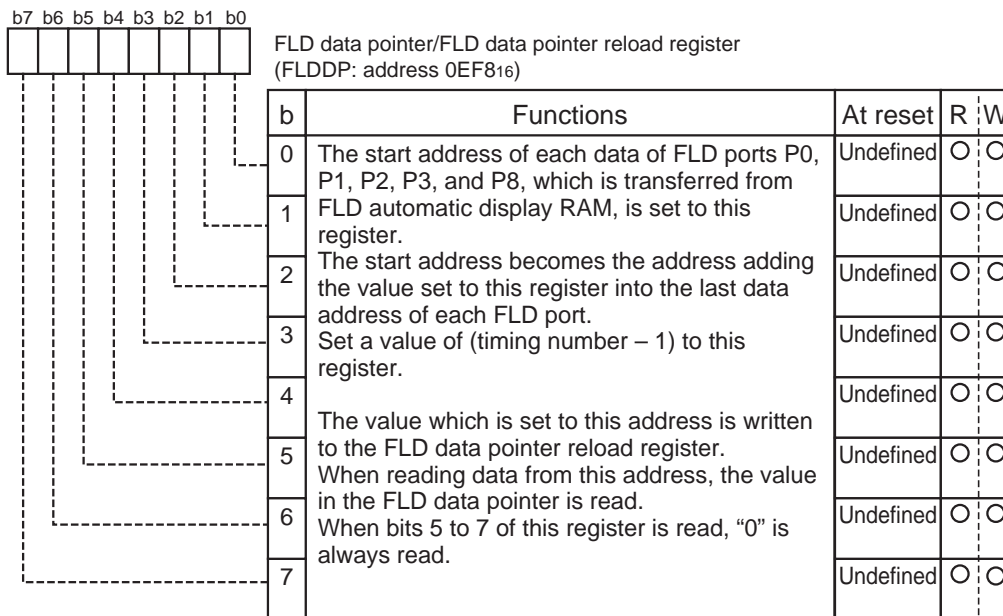 b7 b6 b5 b4 b3 b2 b1 b0
FLD data pointer/FLD data pointer reload register
(FLDDP: address 0EF816)
b Functions At reset R W
0 The start address of each data of FLD ports P0, Undefined O O
P1, P2, P3, and P8, which is transferred from
1 FLD automatic display RAM, is set to this Undefined O O
register.
The start address becomes the address adding
2 the value set to this register into the last data Undefined O O
address of each FLD port.
3 Set a value of (timing number – 1) to this Undefined O O
register.
4 Undefined O O
The value which is set to this address is written
5 to the FLD data pointer reload register. Undefined O O
When reading data from this address, the value
6 in the FLD data pointer is read. Undefined O O
When bits 5 to 7 of this register is read, “0” is
always read.
7 Undefined O O